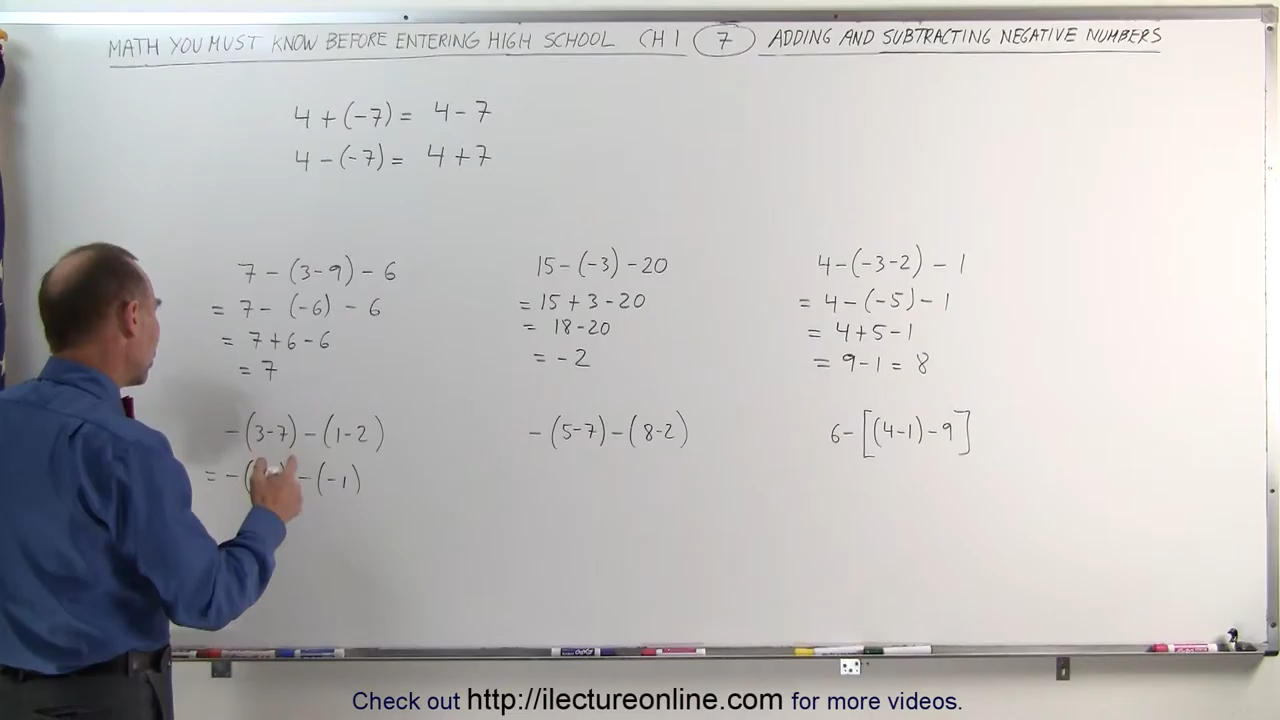 MATH YOU MUST KNOW BEFORE ENTERING HIGH SCHOOL CH 1 7 ADDING AND SUBTRACTING NEGATIVE NUMBERS
4 + (-7) = 4 - 7
4 - (-7) = 4 + 7
7 - (3 - 9) - 6
= 7 - (-6) - 6
= 7 + 6 - 6
= 7
15 - (-3) - 20
= 15 + 3 - 20
= 18 - 20
= - 2
4 - (-3 - 2) - 1
= 4 - (-5) - 1
= 4 + 5 - 1
= 9 - 1 = 8
- (3 - 7) - (1 - 2)
= - ( - (-1)
- (5 - 7) - (8 - 2)
6 - [(4 - 1) - 9]
Check out http://ilectureonline.com for more videos.